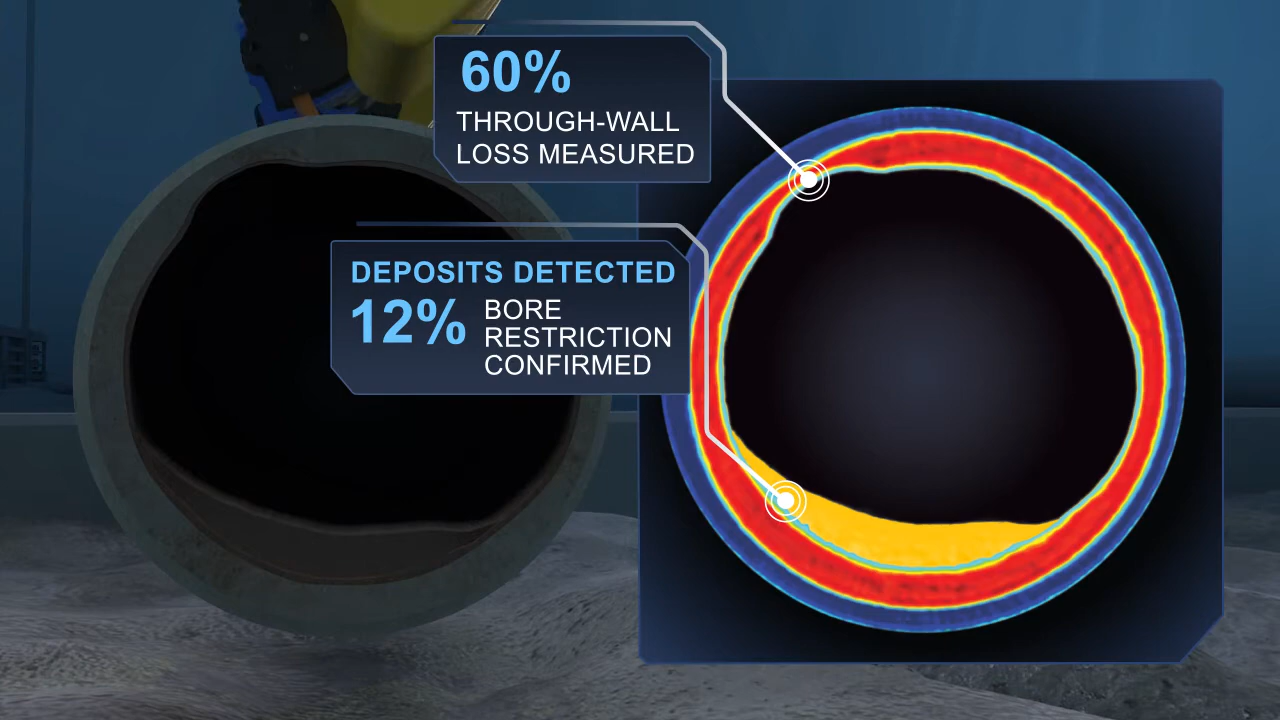 60%
THROUGH-WALL
LOSS MEASURED
DEPOSITS DETECTED
12%
BORE
RESTRICTION
CONFIRMED